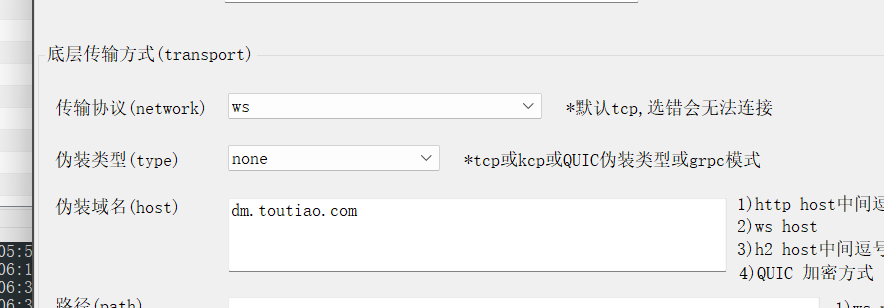 底层传输方式(transport)
传输协议(network) ws *默认tcp,选错会无法连接
伪装类型(type) none *tcp或kcp或QUIC伪装类型或grpc模式
伪装域名(host) dm.toutiao.com 1)http host中间逗
2)ws host
3)h2 host中间逗号
4)QUIC 加密方式
05:5
06:1
06:3
06:3
路径(path) 1)ws